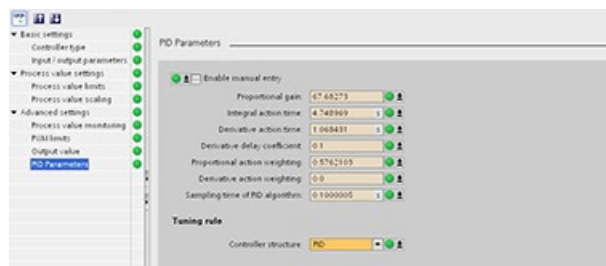 Basic settings
Controller type
Input / output parameters
Process value settings
Process value limits
Process value scaling
Advanced settings
Process value monitoring
PWM limits
Output value
PID Parameters
PID Parameters
Enable manual entry
Proportional gain: 67.68273
Integral action time: 4.748969 s
Derivative action time: 1.068431 s
Derivative delay coefficient: 0.1
Proportional action weighting: 0.5762103
Derivative action weighting: 0.0
Sampling time of PID algorithm: 0.1000005 s
Tuning rule
Controller structure: PID